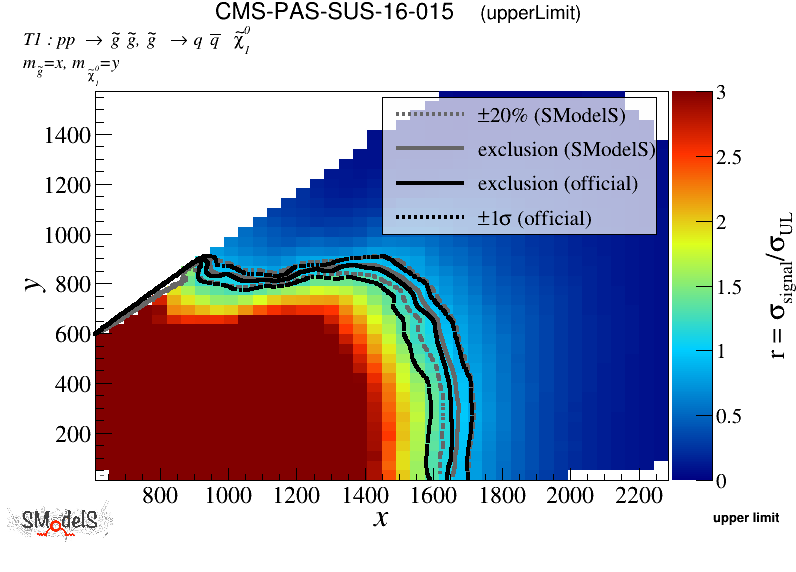 CMS-PAS-SUS-16-015 (upperLimit)
T1 : pp → g̃ g̃, g̃ → q q̅ χ̃₁⁰
m_g̃=x, m_χ̃₁⁰=y
±20% (SModelS)
exclusion (SModelS)
exclusion (official)
±1σ (official)
1400
1200
1000
800
600
400
200
y
800 1000 1200 1400 1600 1800 2000 2200
x
3
2.5
2
1.5
1
0.5
0
r = σ_signal/σ_UL
SModelS
upper limit